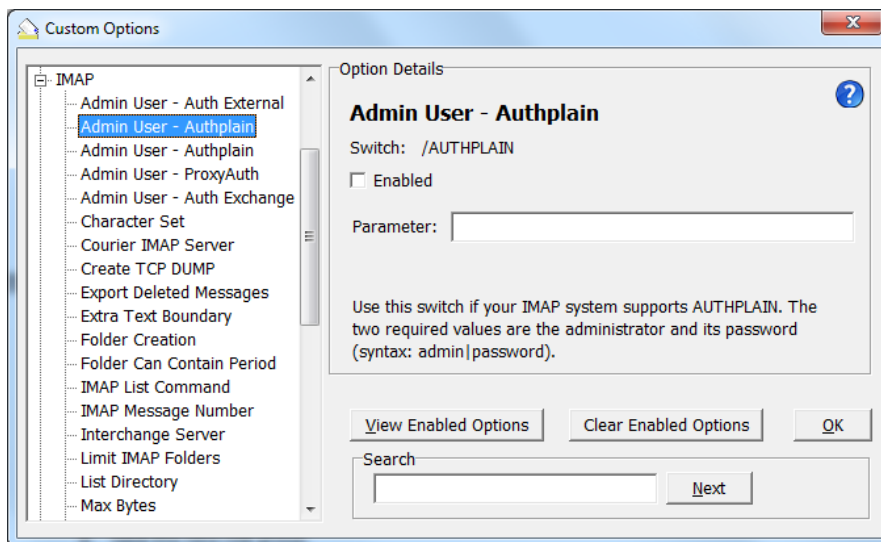 Custom Options
IMAP
Admin User - Auth External
Admin User - Authplain
Admin User - Authplain
Admin User - ProxyAuth
Admin User - Auth Exchange
Character Set
Courier IMAP Server
Create TCP DUMP
Export Deleted Messages
Extra Text Boundary
Folder Creation
Folder Can Contain Period
IMAP List Command
IMAP Message Number
Interchange Server
Limit IMAP Folders
List Directory
Max Bytes
Option Details
Admin User - Authplain
Switch: /AUTHPLAIN
Enabled
Parameter:
Use this switch if your IMAP system supports AUTHPLAIN. The
two required values are the administrator and its password
(syntax: admin|password).
View Enabled Options
Clear Enabled Options
OK
Search
Next